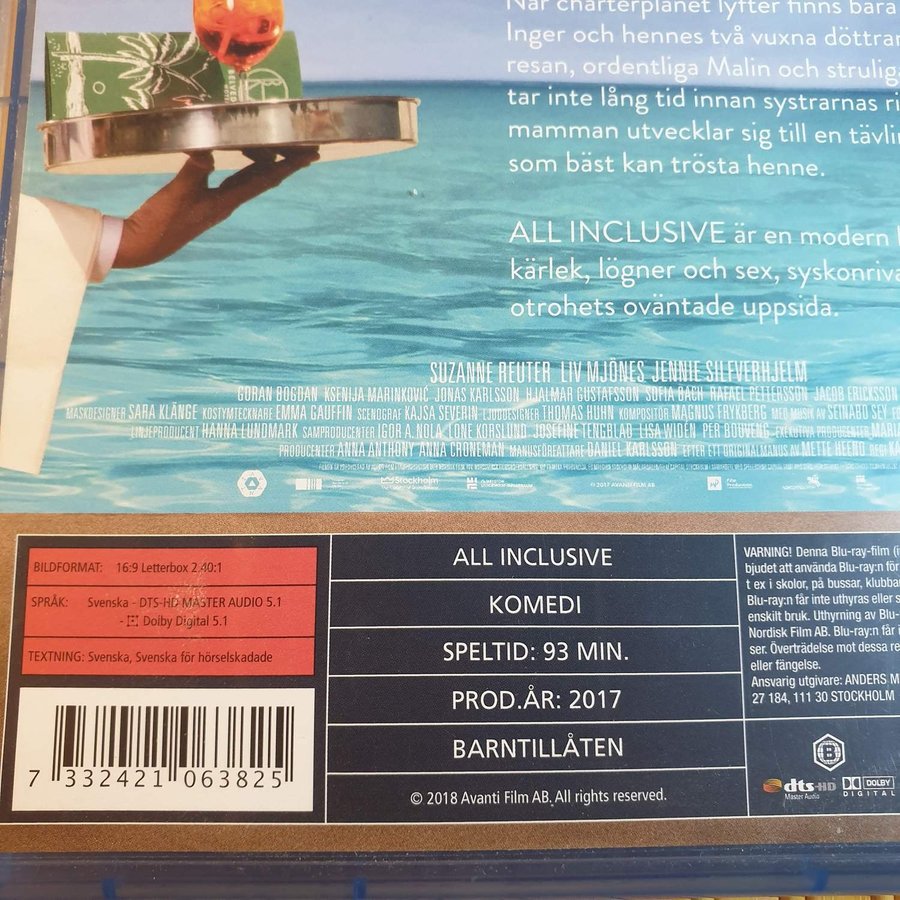 När charterplanet lyfter finns bara
Inger och hennes två vuxna döttrar
resan, ordentliga Malin och struliga
tar inte lång tid innan systrarnas
mamman utvecklar sig till en
som bäst kan trösta henne.
ALL INCLUSIVE är en modern
kärlek, lögner och sex,
otrohets oväntade uppsida.
SUZANNE REUTER LIV MJÖNES JENNIE SILFVERHJELM
GORAN BOGDAN KSENIJA MARINKOVIĆ JONAS KARLSSON HJALMAR GUSTAFSSON SOFIA BACH RAFAEL PETTERSSON JACOB ERICKSSON
MASKDESIGNER SARA KLÄNGE KOSTYMTECKNARE EMMA GAUFFIN SCENOGRAF KAJSA SEVERIN LJUDDESIGNER THOMAS HUHN KOMPOSITÖR MAGNUS FRYKBERG MED MUSIK AV SEINABO SEY
LINJEPRODUCENT HANNA LUNDMARK SAMPRODUCENTER IGOR A. NOLA, LONE KORSLUND, JOSEFINE TENGBLAD, LISA WIDEN, PER BOUVENG, EXEKUTIVA PRODUCENTER
PRODUCENTER ANNA ANTHONY ANNA CRONEMAN MANUSFÖRFATTARE DANIEL KARLSSON EFTER ETT ORIGINALMANUS AV METTE HEENO REGI
Stockholm
© 2017 AVANTI FILM AB
BILDFORMAT: 16:9 Letterbox 2.40:1
SPRÅK: Svenska - DTS-HD MASTER AUDIO 5.1
- Dolby Digital 5.1
TEXTNING: Svenska, Svenska för hörselskadade
7 332421 063825
ALL INCLUSIVE
KOMEDI
SPELTID: 93 MIN.
PROD.ÅR: 2017
BARNTILLÅTEN
© 2018 Avanti Film AB. All rights reserved.
VARNING! Denna Blu-ray-film
bjudet att använda Blu-ray:n för
t ex i skolor, på bussar,
Blu-ray:n får inte uthyras eller
enskilt bruk. Uthyrning av
Nordisk Film AB. Blu-ray:n får
ser. Överträdelse mot dessa
eller fängelse.
Ansvarig utgivare: ANDERS
27 184, 111 30 STOCKHOLM
B
dts-HD
Master Audio
DOLBY
DIGITAL